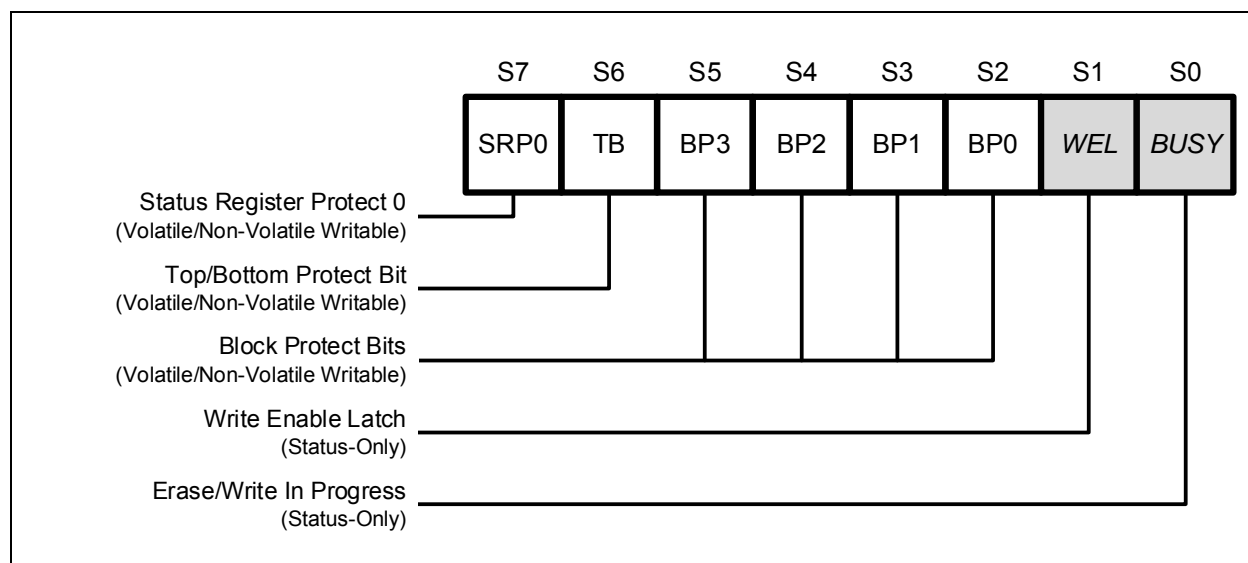 S7 S6 S5 S4 S3 S2 S1 S0
SRP0 TB BP3 BP2 BP1 BP0 WEL BUSY
Status Register Protect 0
(Volatile/Non-Volatile Writable)
Top/Bottom Protect Bit
(Volatile/Non-Volatile Writable)
Block Protect Bits
(Volatile/Non-Volatile Writable)
Write Enable Latch
(Status-Only)
Erase/Write In Progress
(Status-Only)